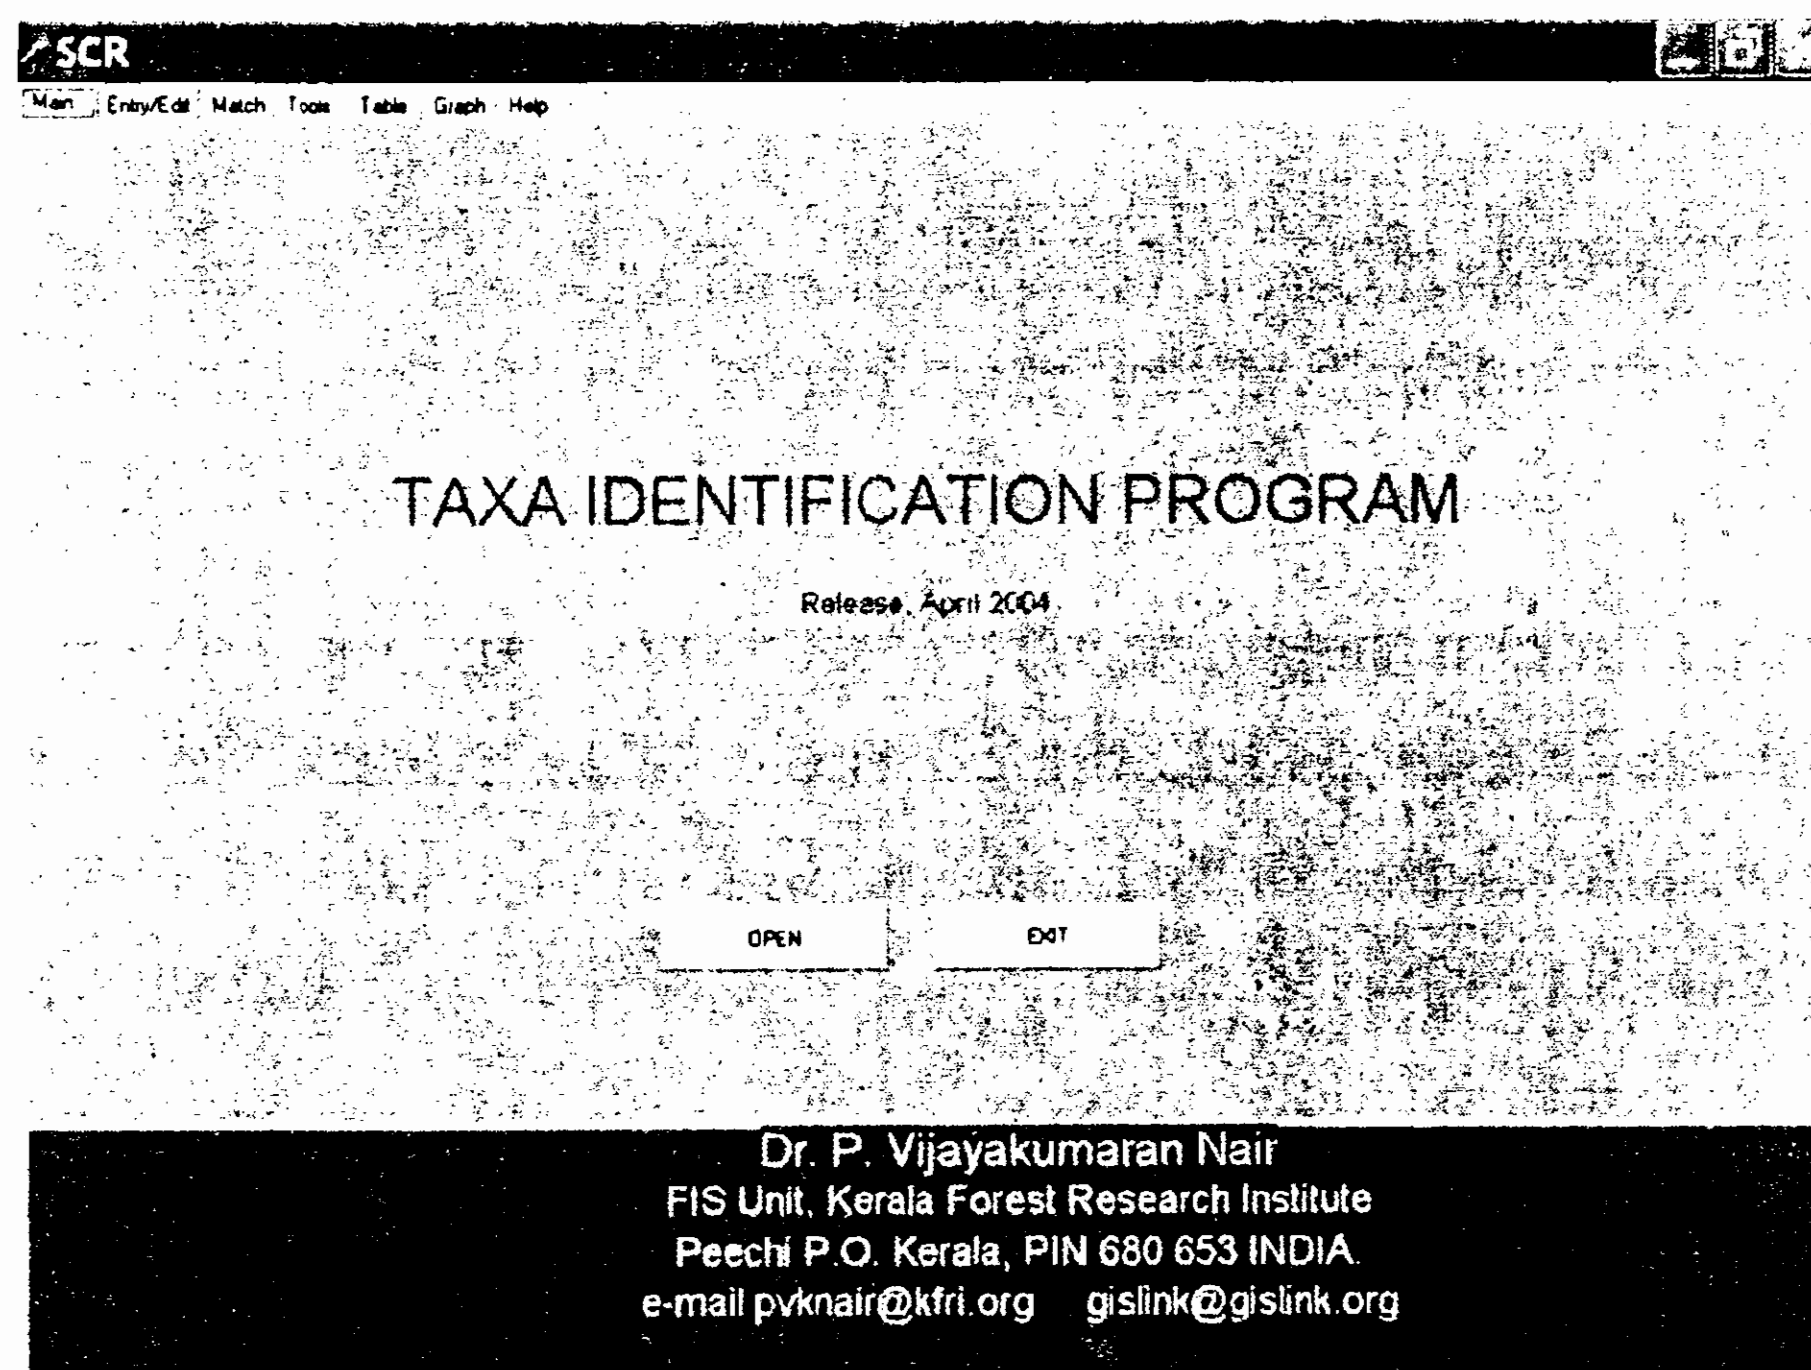 SCR
Main Entry/Edit Match Tools Table Graph Help
TAXA IDENTIFICATION PROGRAM
Release, April 2004
OPEN EXIT
Dr. P. Vijayakumaran Nair
FIS Unit, Kerala Forest Research Institute
Peechi P.O. Kerala, PIN 680 653 INDIA.
e-mail pvknair@kfri.org gislink@gislink.org